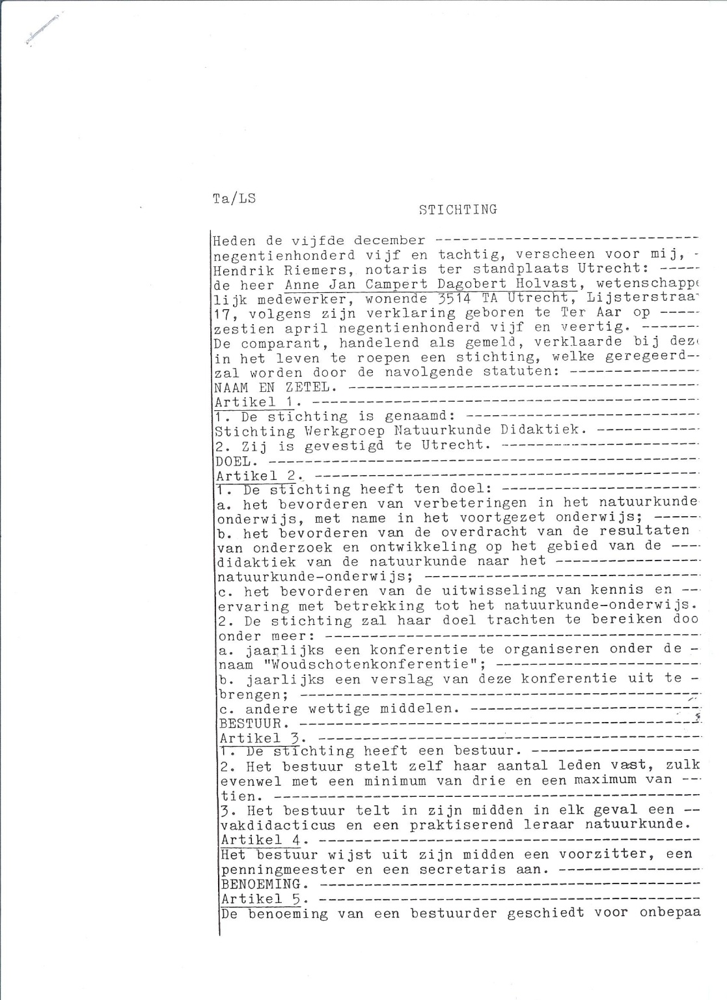 Ta/LS
STICHTING
Heden de vijfde december ------------------------------
negentienhonderd vijf en tachtig, verscheen voor mij, -
Hendrik Riemers, notaris ter standplaats Utrecht: -----
de heer Anne Jan Campert Dagobert Holvast, wetenschappe
lijk medewerker, wonende 3514 TA Utrecht, Lijsterstraa
17, volgens zijn verklaring geboren te Ter Aar op -----
zestien april negentienhonderd vijf en veertig. -------
De comparant, handelend als gemeld, verklaarde bij deze
in het leven te roepen een stichting, welke geregeerd--
zal worden door de navolgende statuten: ---------------
NAAM EN ZETEL. ----------------------------------------
Artikel 1. --------------------------------------------
1. De stichting is genaamd: ---------------------------
Stichting Werkgroep Natuurkunde Didaktiek. ------------
2. Zij is gevestigd te Utrecht. -----------------------
DOEL. -------------------------------------------------
Artikel 2. --------------------------------------------
1. De stichting heeft ten doel: -----------------------
a. het bevorderen van verbeteringen in het natuurkunde
onderwijs, met name in het voortgezet onderwijs; ------
b. het bevorderen van de overdracht van de resultaten
van onderzoek en ontwikkeling op het gebied van de ----
didaktiek van de natuurkunde naar het -----------------
natuurkunde-onderwijs; --------------------------------
c. het bevorderen van de uitwisseling van kennis en ---
ervaring met betrekking tot het natuurkunde-onderwijs.
2. De stichting zal haar doel trachten te bereiken doo
onder meer: -------------------------------------------
a. jaarlijks een konferentie te organiseren onder de -
naam "Woudschotenkonferentie"; ------------------------
b. jaarlijks een verslag van deze konferentie uit te -
brengen; ----------------------------------------------
c. andere wettige middelen. ---------------------------
BESTUUR. ----------------------------------------------
Artikel 3. --------------------------------------------
1. De stichting heeft een bestuur. -------------------
2. Het bestuur stelt zelf haar aantal leden vast, zulk
evenwel met een minimum van drie en een maximum van ---
tien. -------------------------------------------------
3. Het bestuur telt in zijn midden in elk geval een --
vakdidacticus en een praktiserend leraar natuurkunde.
Artikel 4. --------------------------------------------
Het bestuur wijst uit zijn midden een voorzitter, een
penningmeester en een secretaris aan. ----------------
BENOEMING. --------------------------------------------
Artikel 5. --------------------------------------------
De benoeming van een bestuurder geschiedt voor onbepaa